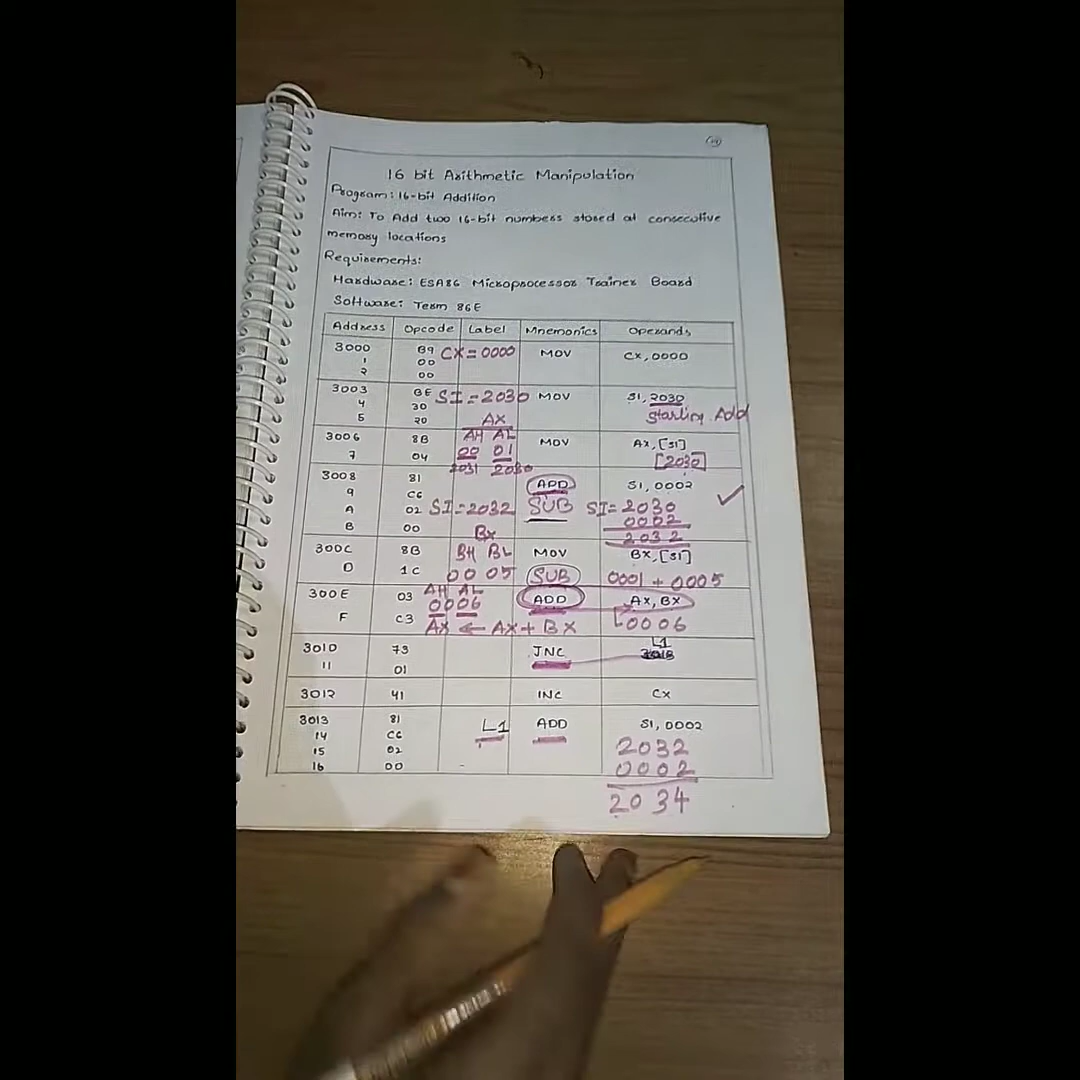 19
16 bit Arithmetic Manipulation
Program: 16-bit Addition
Aim: To Add two 16-bit numbers stored at consecutive
memory locations
Requirements:
Hardware: ESA86 Microprocessor Trainer Board
Software: Term 86E
Address Opcode Label Mnemonics Operands
3000 B9 CX=0000 MOV CX,0000
1 00
2 00
3003 BE SI=2030 MOV SI,2030
4 30 Starting Add
5 20 AX
3006 8B AH AL MOV AX,[SI]
7 04 00 01 [2030]
2031 2030
3008 81 ADD SI,0002
9 C6
A 02 SI=2032 SUB SI=2030
0002
B 00 2032
BX
300C 8B BH BL MOV BX,[SI]
D 1C 00 05 SUB 0001 + 0005
300E 03 AH AL ADD AX,BX
0006
F C3 AX ← AX+BX 0006
3010 73 JNC L1
11 01
3012 41 INC CX
3013 81 L1 ADD SI,0002
14 C6 2032
15 02 0002
16 00
2034